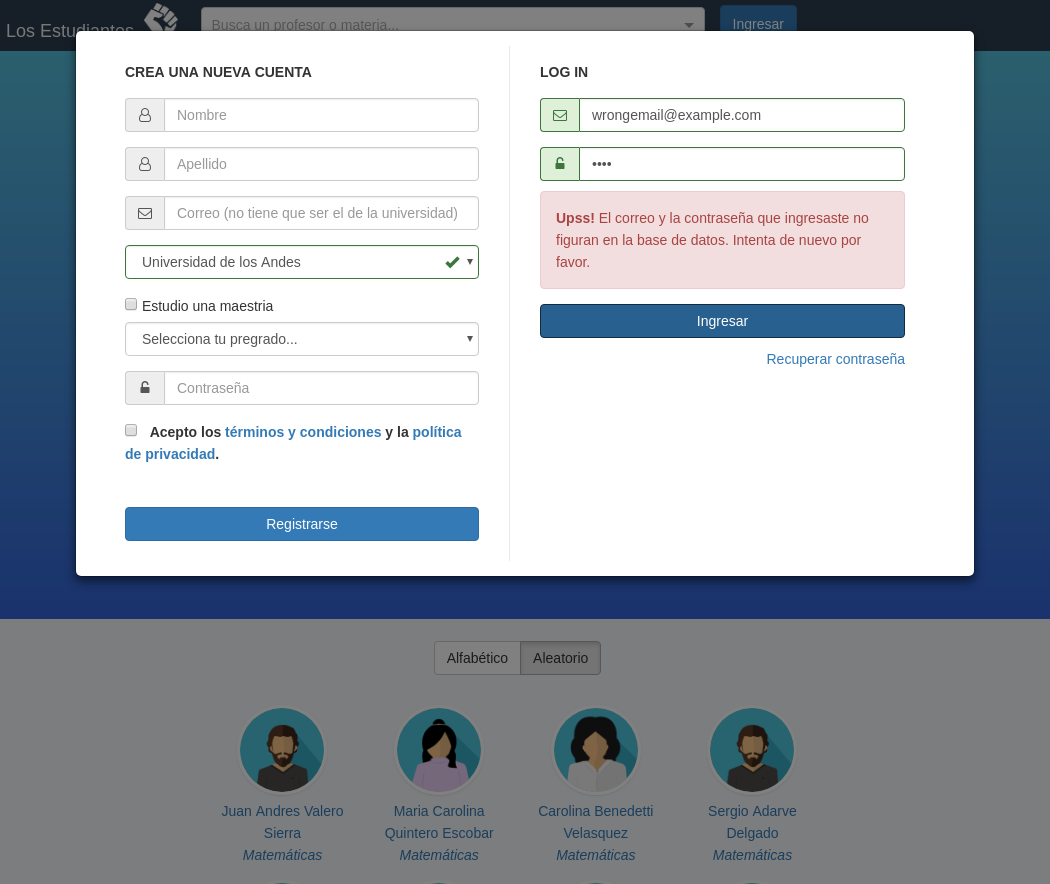 Los Estudiantes
Busca un profesor o materia...
Ingresar
CREA UNA NUEVA CUENTA
Nombre
Apellido
Correo (no tiene que ser el de la universidad)
Universidad de los Andes
Estudio una maestria
Selecciona tu pregrado...
Contraseña
Acepto los términos y condiciones y la política
de privacidad.
Registrarse
LOG IN
wrongemail@example.com
••••
Upss! El correo y la contraseña que ingresaste no
figuran en la base de datos. Intenta de nuevo por
favor.
Ingresar
Recuperar contraseña
Alfabético
Aleatorio
Juan Andres Valero
Sierra
Matemáticas
Maria Carolina
Quintero Escobar
Matemáticas
Carolina Benedetti
Velasquez
Matemáticas
Sergio Adarve
Delgado
Matemáticas